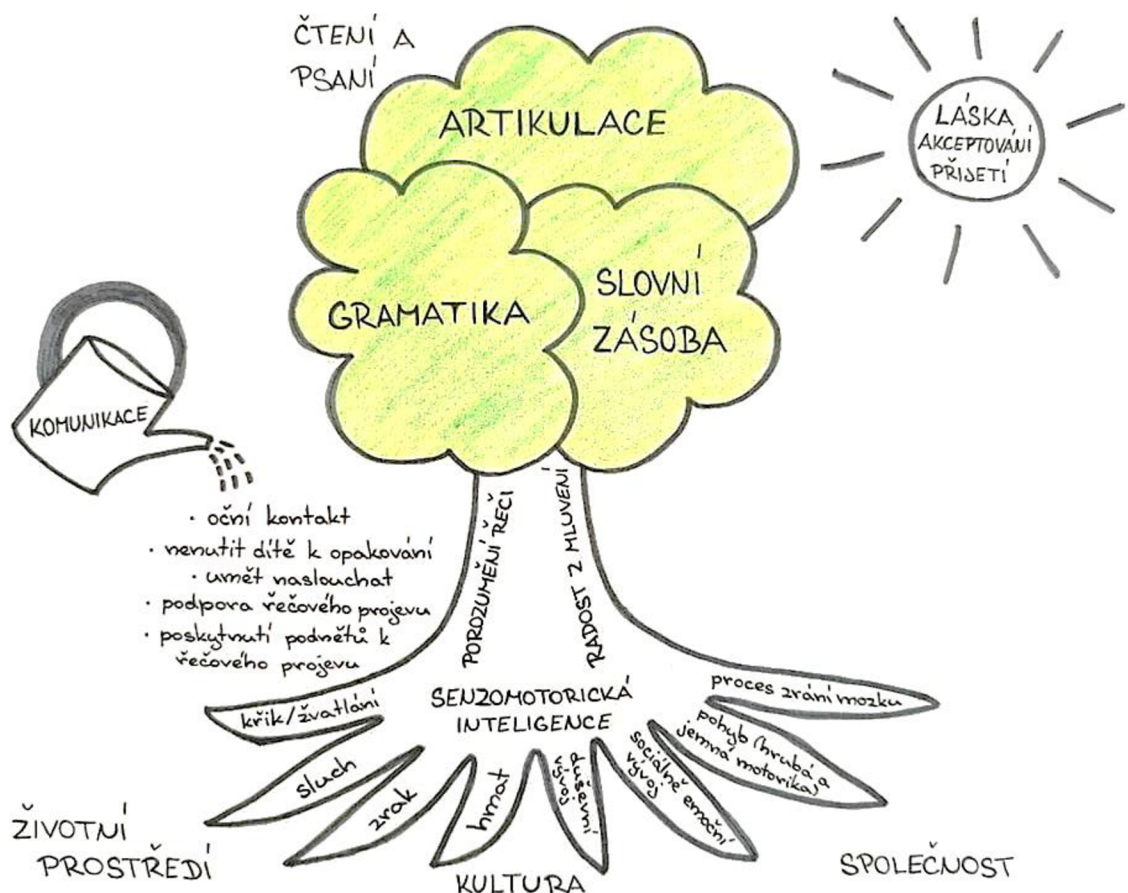 ČTENÍ A
PSANÍ
ARTIKULACE
LÁSKA
AKCEPTOVÁNÍ
PŘIJETÍ
GRAMATIKA
SLOVNÍ
ZÁSOBA
KOMUNIKACE
· oční kontakt
· nenutit dítě k opakování
· umět naslouchat
· podpora řečového projevu
· poskytnutí podnětů k
řečového projevu
POROZUMĚNÍ ŘEČI
RADOST Z MLUVENÍ
SENZOMOTORICKÁ
INTELIGENCE
křik/žvatlání
sluch
zrak
hmat
duševní
vývoj
sociálně emoční
vývoj
pohyb (hrubá a
jemná motorika)
proces zrání mozku
ŽIVOTNÍ
PROSTŘEDÍ
KULTURA
SPOLEČNOST